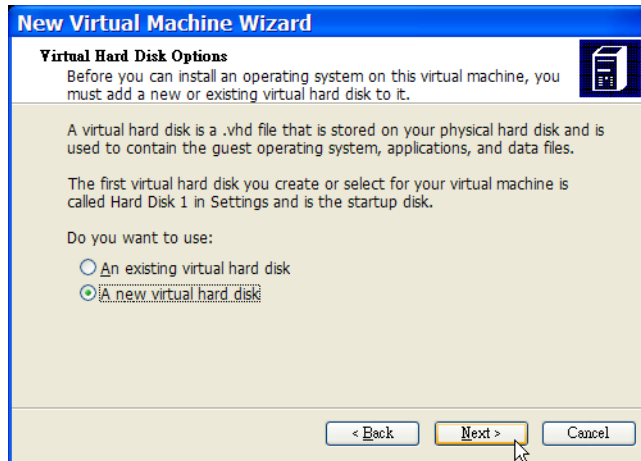 New Virtual Machine Wizard
Virtual Hard Disk Options
Before you can install an operating system on this virtual machine, you
must add a new or existing virtual hard disk to it.
A virtual hard disk is a .vhd file that is stored on your physical hard disk and is
used to contain the guest operating system, applications, and data files.
The first virtual hard disk you create or select for your virtual machine is
called Hard Disk 1 in Settings and is the startup disk.
Do you want to use:
An existing virtual hard disk
A new virtual hard disk
< Back Next > Cancel